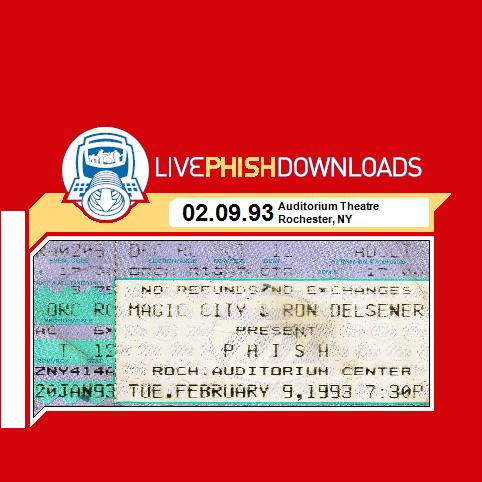 LIVEPHISHDOWNLOADS
02.09.93
Auditorium Theatre
Rochester, NY
NO REFUNDS/NO EXCHANGES
MAGIC CITY & RON DELSENER
PRESENT
PHISH
ROCH.AUDITORIUM CENTER
TUE.FEBRUARY 9,1993 7:30P
ZNY414A
20JAN93